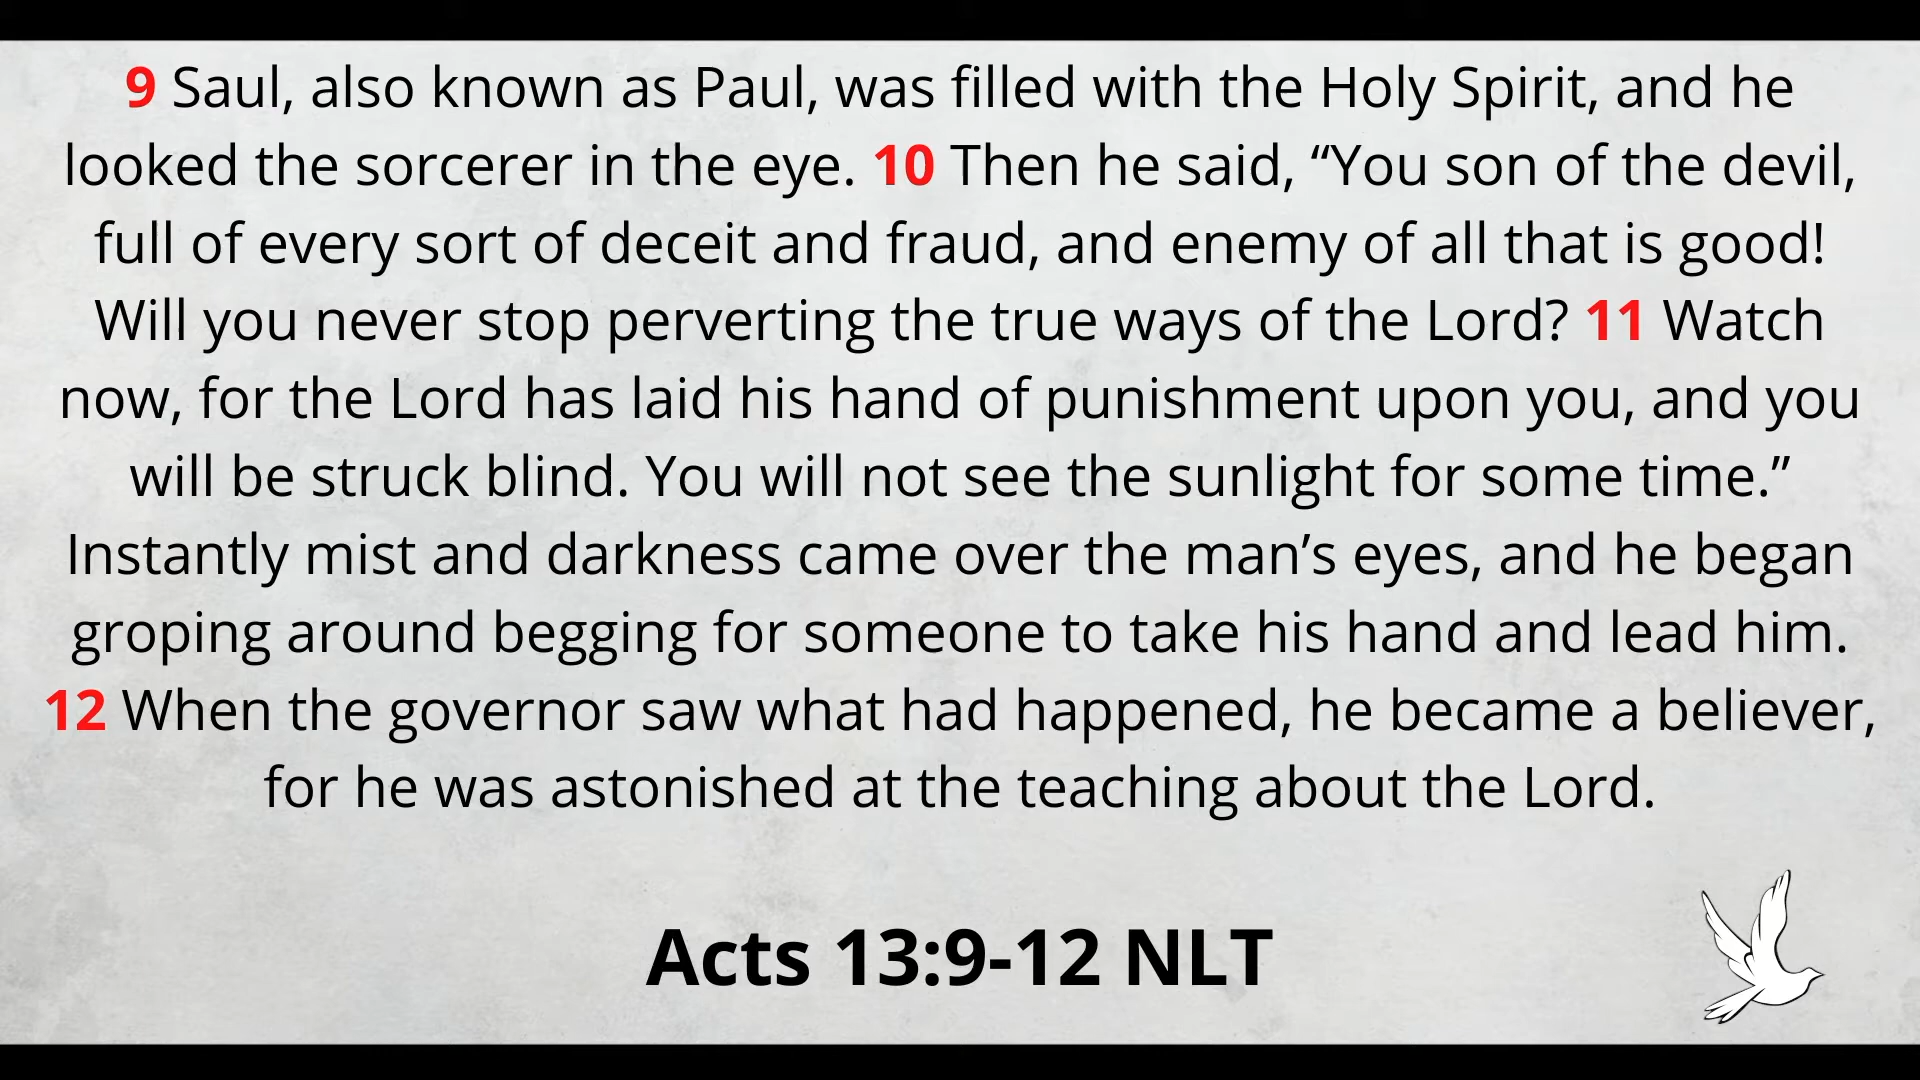 9 Saul, also known as Paul, was filled with the Holy Spirit, and he
looked the sorcerer in the eye. 10 Then he said, “You son of the devil,
full of every sort of deceit and fraud, and enemy of all that is good!
Will you never stop perverting the true ways of the Lord? 11 Watch
now, for the Lord has laid his hand of punishment upon you, and you
will be struck blind. You will not see the sunlight for some time.”
Instantly mist and darkness came over the man’s eyes, and he began
groping around begging for someone to take his hand and lead him.
12 When the governor saw what had happened, he became a believer,
for he was astonished at the teaching about the Lord.
Acts 13:9-12 NLT